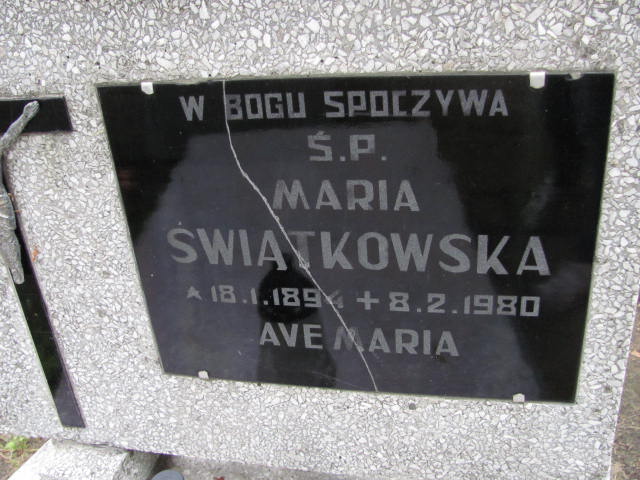 W BOGU SPOCZYWA
Ś.P.
MARIA
ŚWIĄTKOWSKA
* 18.1.1894 + 8.2.1980
AVE MARIA